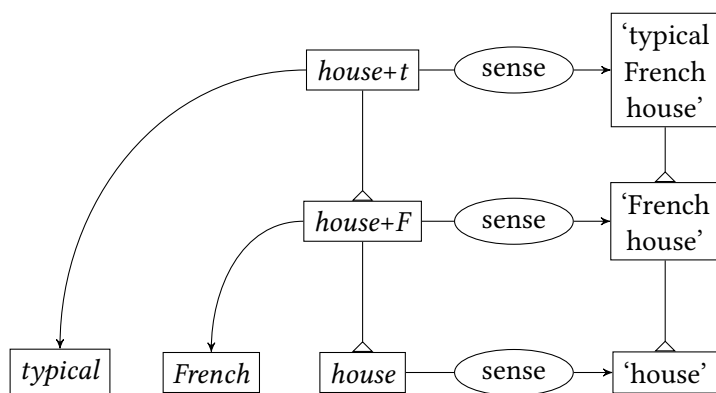 house+t sense ‘typical
French
house’
house+F sense ‘French
house’
typical French house sense ‘house’